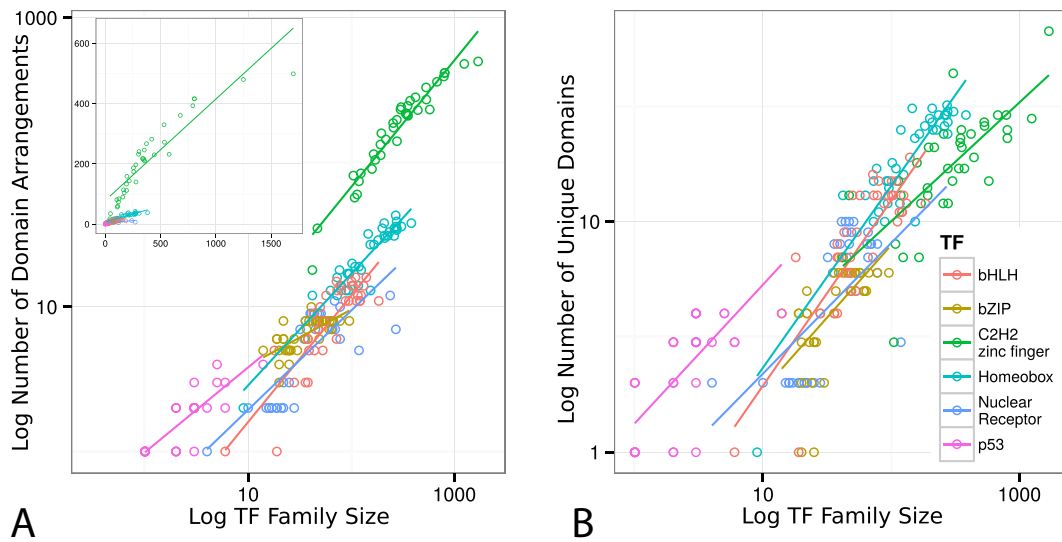 1000
10
Log Number of Domain Arrangements
600
400
200
0
0
500
1000
1500
10
1000
Log TF Family Size
A
10
1
Log Number of Unique Domains
10
1000
Log TF Family Size
B
TF
bHLH
bZIP
C2H2
zinc finger
Homeobox
Nuclear
Receptor
p53